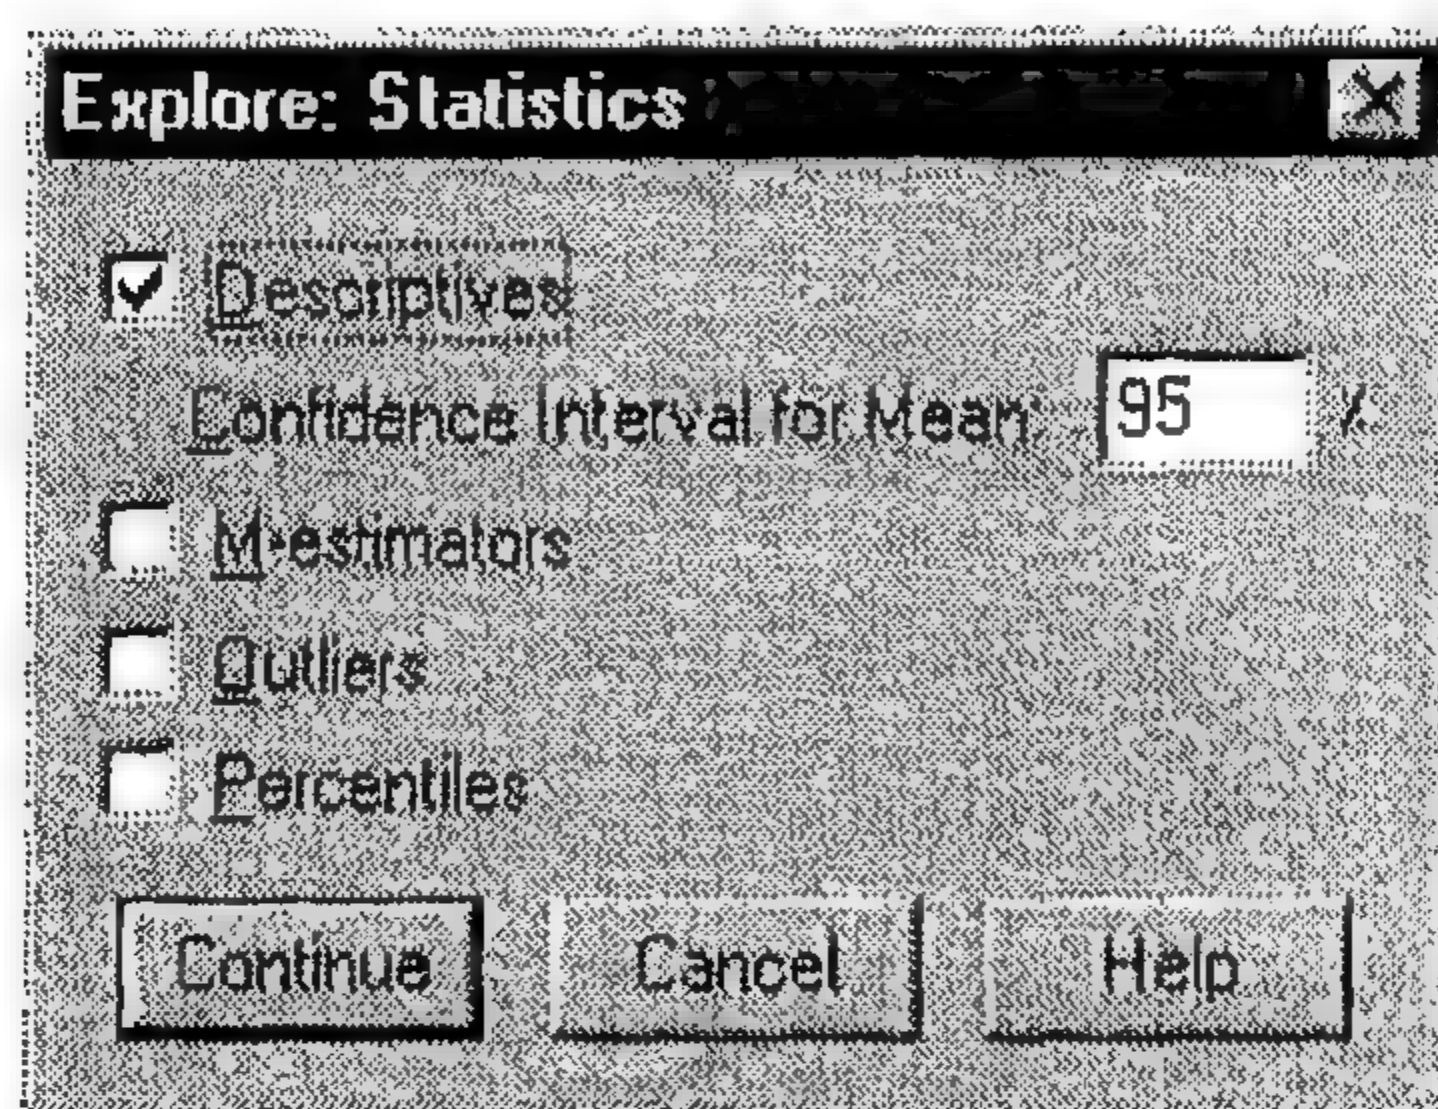 Explore: Statistics
Descriptives
Confidence Interval for Mean: 95 %
M-estimators
Outliers
Percentiles
Continue Cancel Help